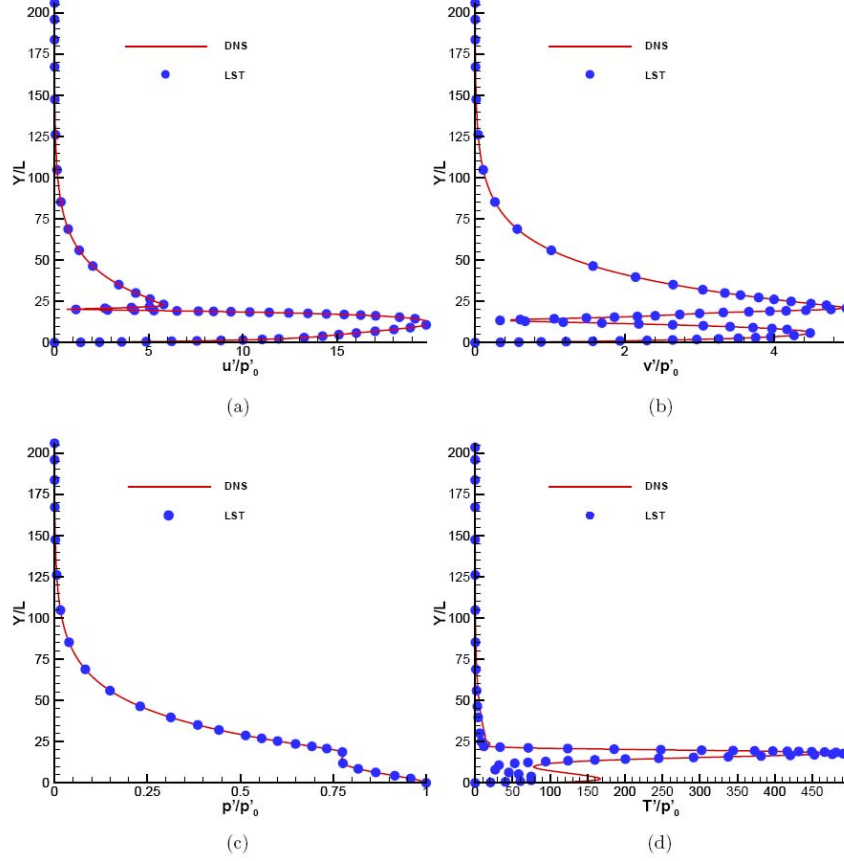 200
175
150
125
100
75
50
25
0
Y/L
DNS
LST
0 5 10 15
u'/p'₀
(a)
200
175
150
125
100
75
50
25
0
Y/L
DNS
LST
0 2 4
v'/p'₀
(b)
200
175
150
125
100
75
50
25
0
Y/L
DNS
LST
0 0.25 0.5 0.75 1
p'/p'₀
(c)
200
175
150
125
100
75
50
25
0
Y/L
DNS
LST
0 50 100 150 200 250 300 350 400 450
T'/p'₀
(d)